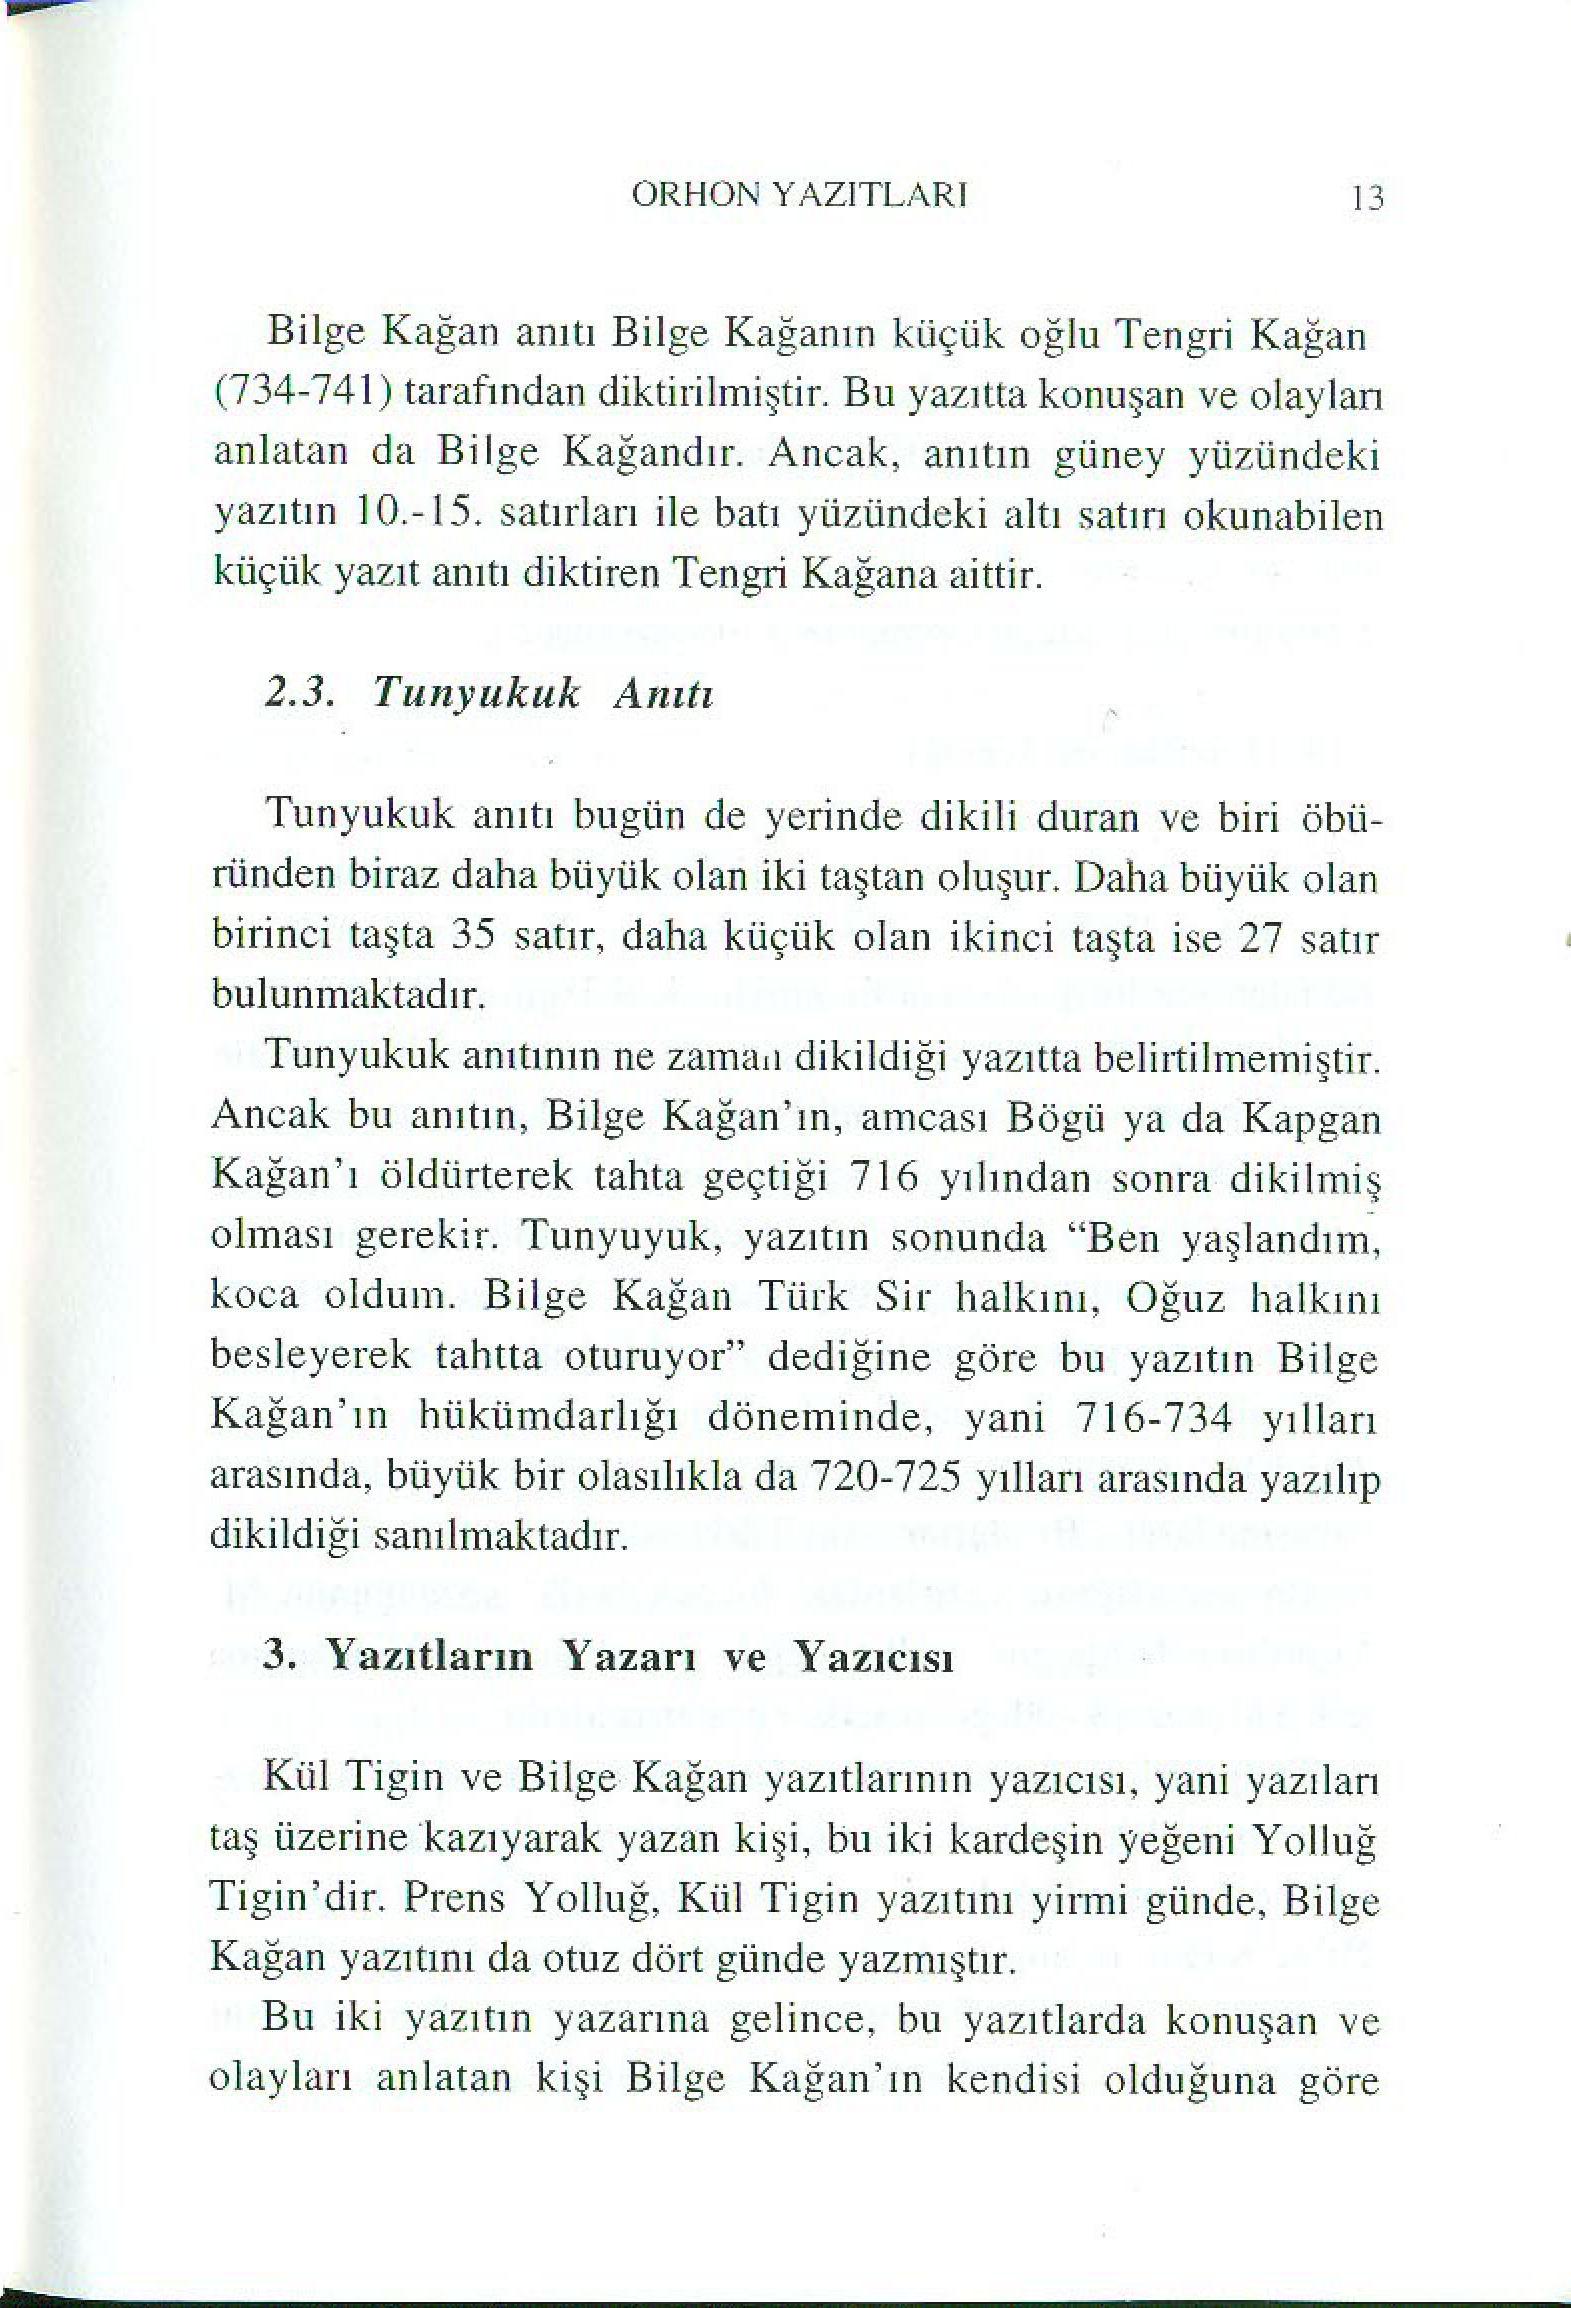 ORHON YAZITLARI 13
Bilge Kağan anıtı Bilge Kağanın küçük oğlu Tengri Kağan
(734-741) tarafından diktirilmiştir. Bu yazıtta konuşan ve olayları
anlatan da Bilge Kağandır. Ancak, anıtın güney yüzündeki
yazıtın 10.-15. satırları ile batı yüzündeki altı satırı okunabilen
küçük yazıt anıtı diktiren Tengri Kağana aittir.
2.3. Tunyukuk Anıtı
Tunyukuk anıtı bugün de yerinde dikili duran ve biri öbü-
ründen biraz daha büyük olan iki taştan oluşur. Daha büyük olan
birinci taşta 35 satır, daha küçük olan ikinci taşta ise 27 satır
bulunmaktadır.
Tunyukuk anıtının ne zaman dikildiği yazıtta belirtilmemiştir.
Ancak bu anıtın, Bilge Kağan'ın, amcası Bögü ya da Kapgan
Kağan'ı öldürterek tahta geçtiği 716 yılından sonra dikilmiş
olması gerekir. Tunyuyuk, yazıtın sonunda “Ben yaşlandım,
koca oldum. Bilge Kağan Türk Sir halkını, Oğuz halkını
besleyerek tahtta oturuyor” dediğine göre bu yazıtın Bilge
Kağan'ın hükümdarlığı döneminde, yani 716-734 yılları
arasında, büyük bir olasılıkla da 720-725 yılları arasında yazılıp
dikildiği sanılmaktadır.
3. Yazıtların Yazarı ve Yazıcısı
Kül Tigin ve Bilge Kağan yazıtlarının yazıcısı, yani yazıları
taş üzerine kazıyarak yazan kişi, bu iki kardeşin yeğeni Yolluğ
Tigin'dir. Prens Yolluğ, Kül Tigin yazıtını yirmi günde, Bilge
Kağan yazıtını da otuz dört günde yazmıştır.
Bu iki yazıtın yazarına gelince, bu yazıtlarda konuşan ve
olayları anlatan kişi Bilge Kağan'ın kendisi olduğuna göre